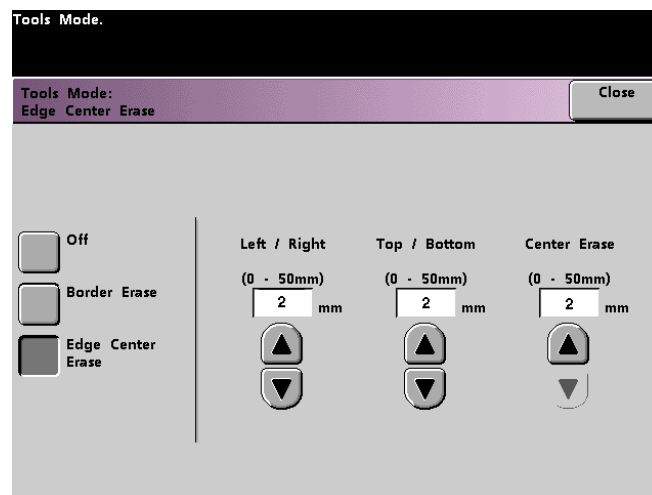 Tools Mode.
Tools Mode:
Close
Edge Center Erase
Off
Left / Right
Top / Bottom
Center Erase
(0 - 50mm)
(0 - 50mm)
(0 - 50mm)
Border Erase
2 mm
2 mm
2 mm
Edge Center
Erase